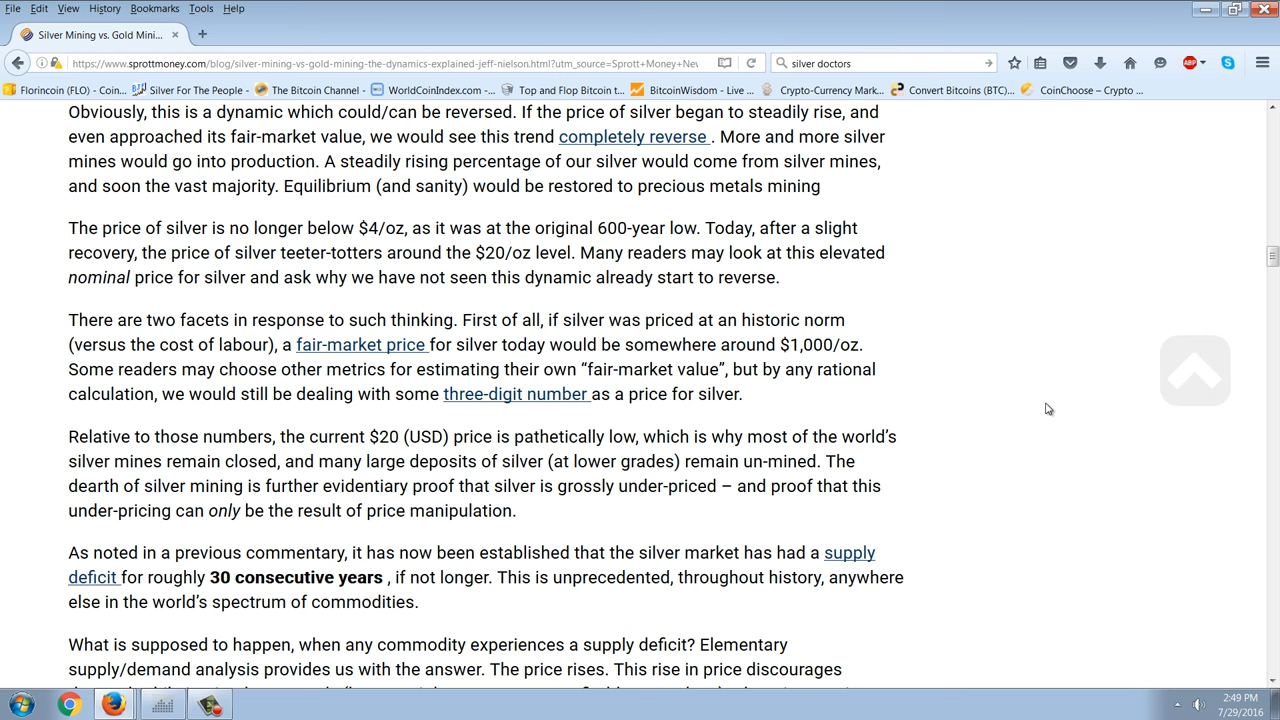 File Edit View History Bookmarks Tools Help
Silver Mining vs. Gold Mini...
https://www.sprottmoney.com/blog/silver-mining-vs-gold-mining-the-dynamics-explained-jeff-nielson.html?utm_source=Sprott+Money+Nev
silver doctors
ABP
Florincoin (FLO) - Coin... Silver For The People - ... The Bitcoin Channel - ... WorldCoinIndex.com -... Top and Flop Bitcoin t... BitcoinWisdom - Live ... Crypto-Currency Mark... Convert Bitcoins (BTC)... CoinChoose – Crypto ...
Obviously, this is a dynamic which could/can be reversed. If the price of silver began to steadily rise, and
even approached its fair-market value, we would see this trend completely reverse . More and more silver
mines would go into production. A steadily rising percentage of our silver would come from silver mines,
and soon the vast majority. Equilibrium (and sanity) would be restored to precious metals mining
The price of silver is no longer below $4/oz, as it was at the original 600-year low. Today, after a slight
recovery, the price of silver teeter-totters around the $20/oz level. Many readers may look at this elevated
nominal price for silver and ask why we have not seen this dynamic already start to reverse.
There are two facets in response to such thinking. First of all, if silver was priced at an historic norm
(versus the cost of labour), a fair-market price for silver today would be somewhere around $1,000/oz.
Some readers may choose other metrics for estimating their own “fair-market value”, but by any rational
calculation, we would still be dealing with some three-digit number as a price for silver.
Relative to those numbers, the current $20 (USD) price is pathetically low, which is why most of the world’s
silver mines remain closed, and many large deposits of silver (at lower grades) remain un-mined. The
dearth of silver mining is further evidentiary proof that silver is grossly under-priced – and proof that this
under-pricing can only be the result of price manipulation.
As noted in a previous commentary, it has now been established that the silver market has had a supply
deficit for roughly 30 consecutive years , if not longer. This is unprecedented, throughout history, anywhere
else in the world’s spectrum of commodities.
What is supposed to happen, when any commodity experiences a supply deficit? Elementary
supply/demand analysis provides us with the answer. The price rises. This rise in price discourages
2:49 PM
7/29/2016